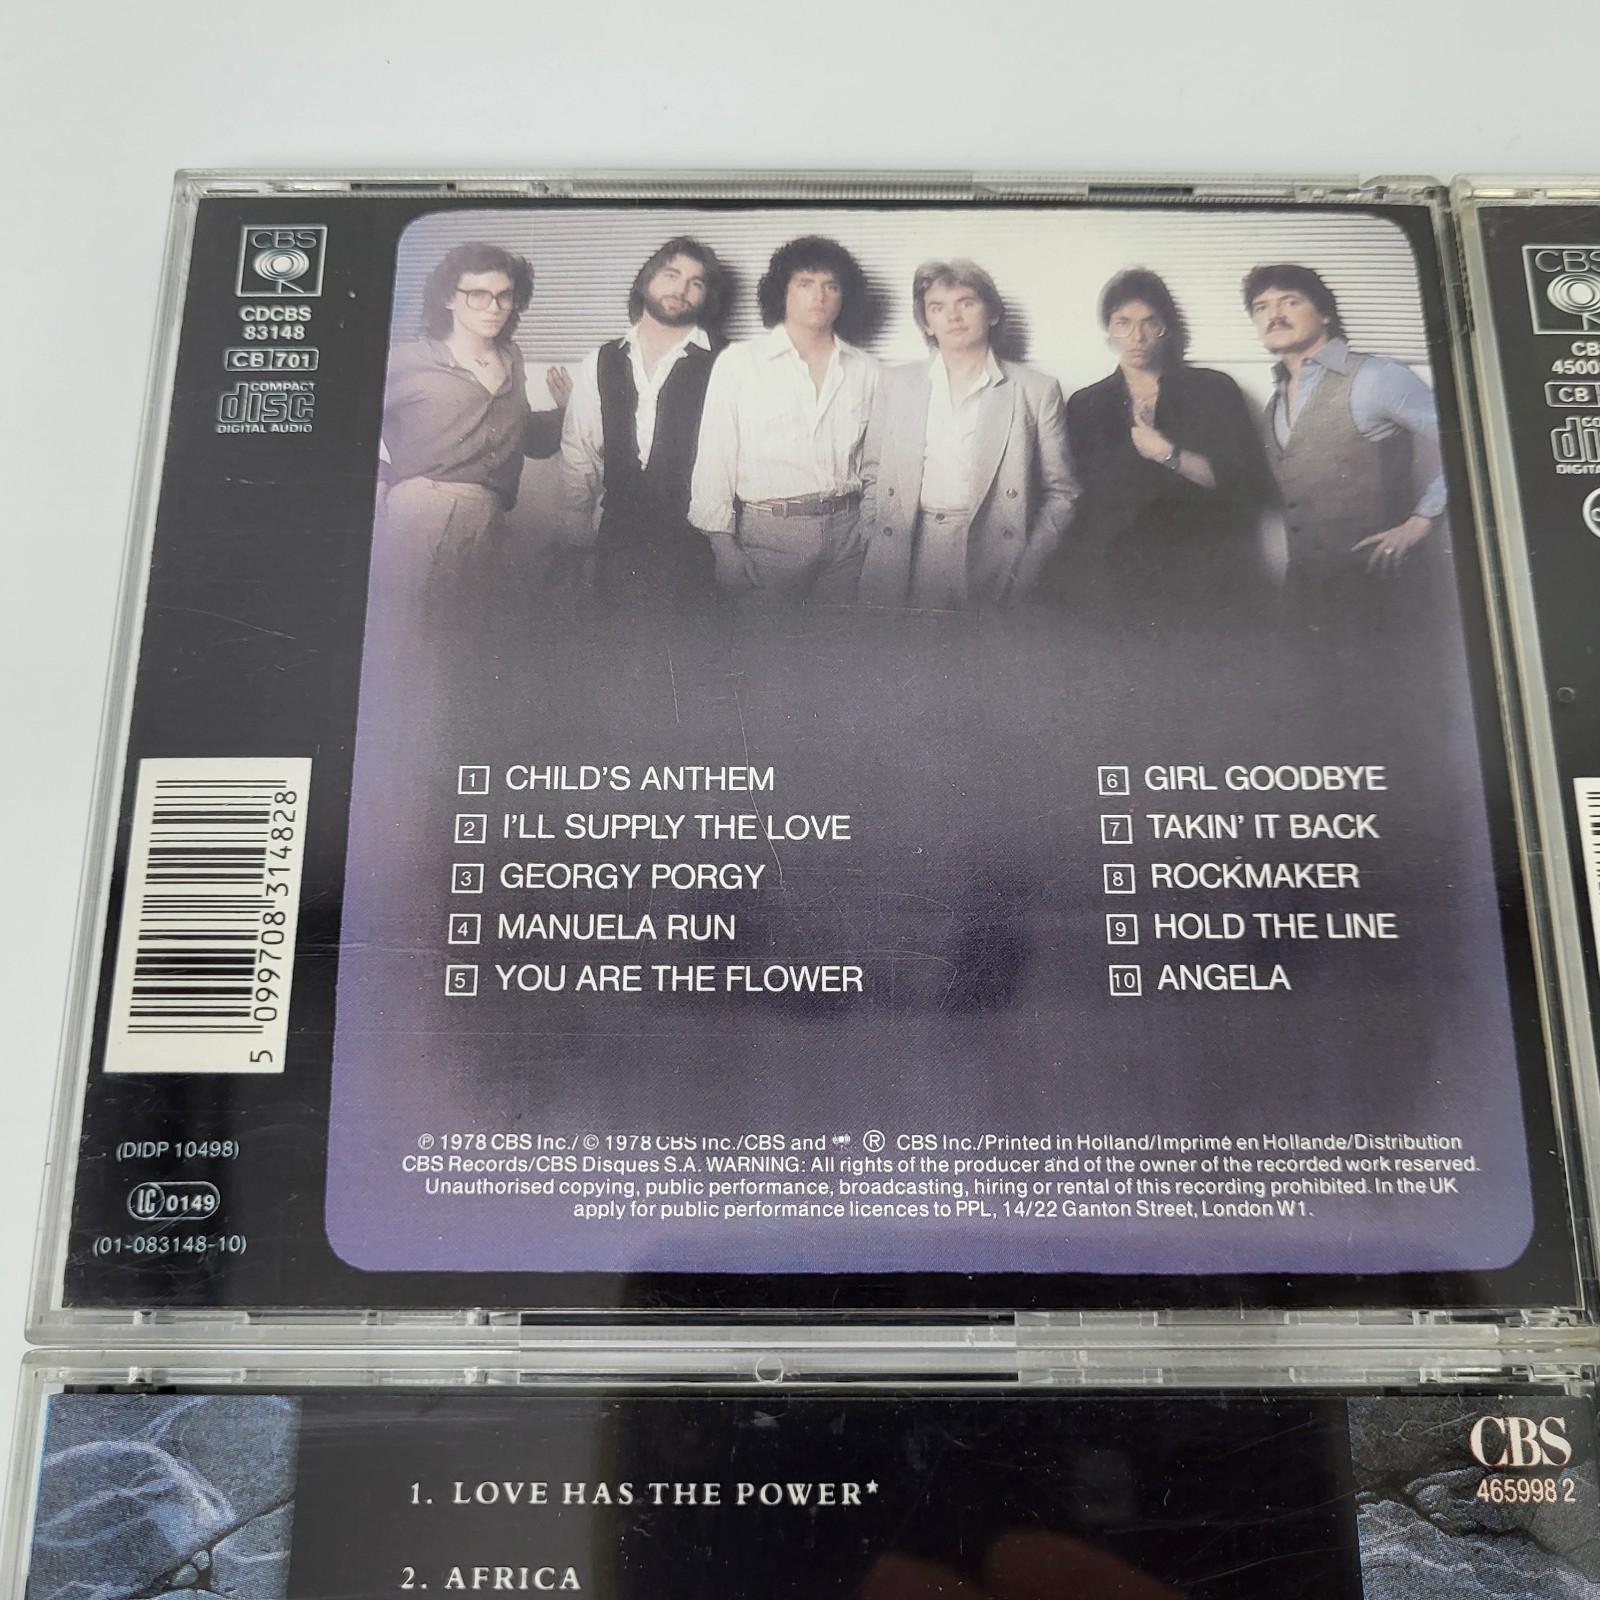 CBS
CDCBS
83148
CB 701
COMPACT
disc
DIGITAL AUDIO
5 099708 314828
(DIDP 10498)
LC 0149
(01-083148-10)
1 CHILD'S ANTHEM
2 I'LL SUPPLY THE LOVE
3 GEORGY PORGY
4 MANUELA RUN
5 YOU ARE THE FLOWER
6 GIRL GOODBYE
7 TAKIN' IT BACK
8 ROCKMAKER
9 HOLD THE LINE
10 ANGELA
℗ 1978 CBS Inc./ © 1978 CBS Inc./CBS and ® CBS Inc./Printed in Holland/Imprimé en Hollande/Distribution
CBS Records/CBS Disques S.A. WARNING: All rights of the producer and of the owner of the recorded work reserved.
Unauthorised copying, public performance, broadcasting, hiring or rental of this recording prohibited. In the UK
apply for public performance licences to PPL, 14/22 Ganton Street, London W1.
CBS
CB
1. LOVE HAS THE POWER*
2. AFRICA
CBS
465998 2